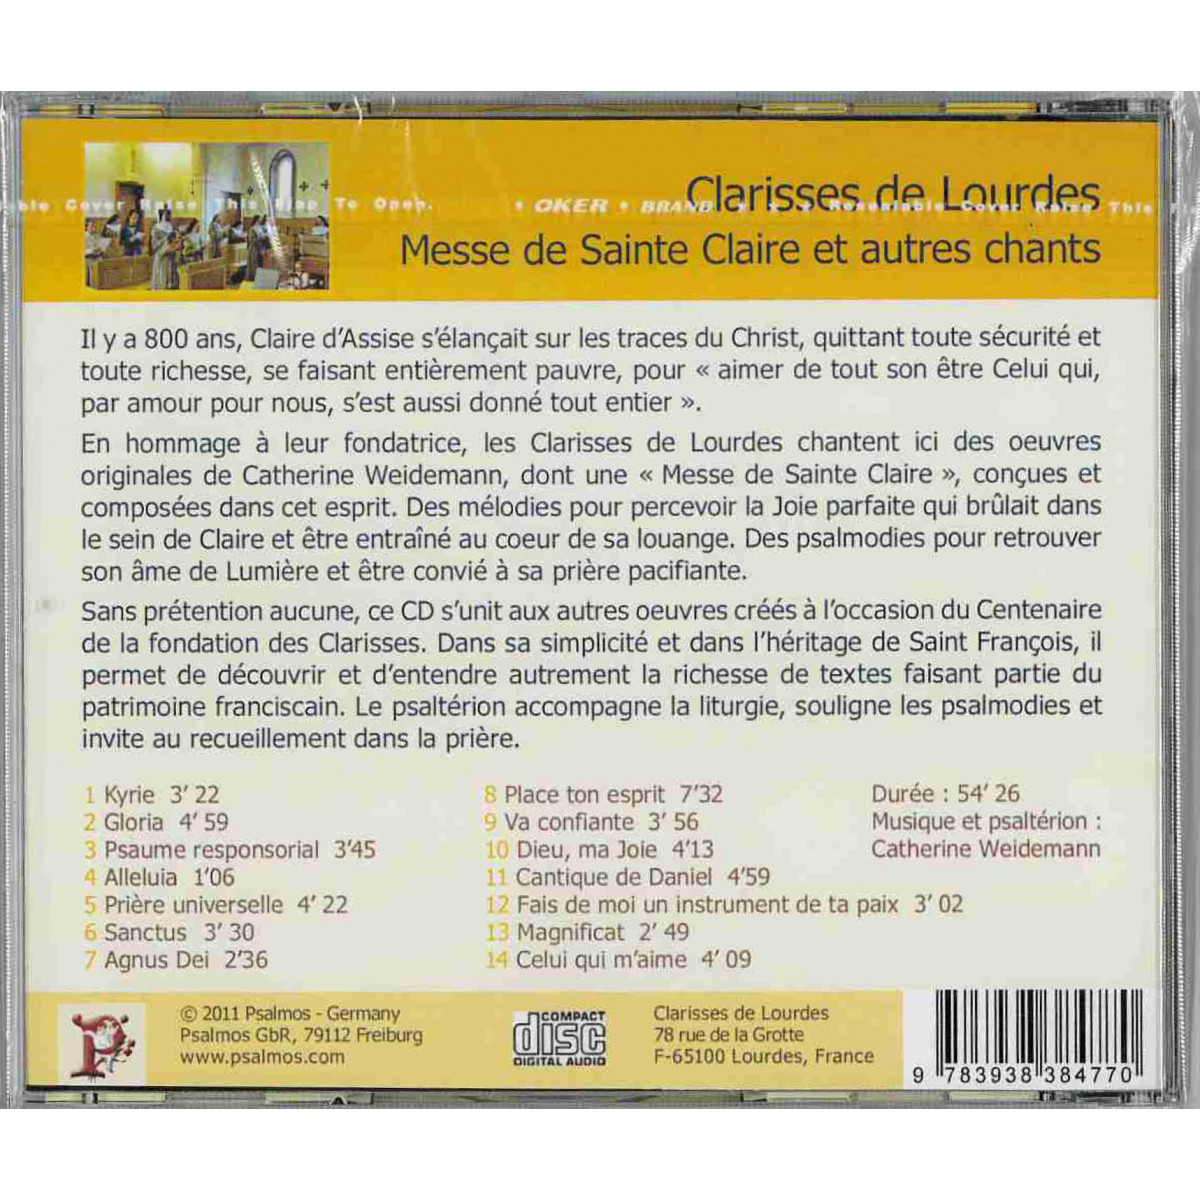 Clarisses de Lourdes
able Cover Raise This Flap To Open. • OKER • BRAND • Resealable Cover Raise This
Messe de Sainte Claire et autres chants
Il y a 800 ans, Claire d’Assise s’élançait sur les traces du Christ, quittant toute sécurité et
toute richesse, se faisant entièrement pauvre, pour « aimer de tout son être Celui qui,
par amour pour nous, s’est aussi donné tout entier ».
En hommage à leur fondatrice, les Clarisses de Lourdes chantent ici des oeuvres
originales de Catherine Weidemann, dont une « Messe de Sainte Claire », conçues et
composées dans cet esprit. Des mélodies pour percevoir la Joie parfaite qui brûlait dans
le sein de Claire et être entraîné au coeur de sa louange. Des psalmodies pour retrouver
son âme de Lumière et être convié à sa prière pacifiante.
Sans prétention aucune, ce CD s’unit aux autres oeuvres créés à l’occasion du Centenaire
de la fondation des Clarisses. Dans sa simplicité et dans l’héritage de Saint François, il
permet de découvrir et d’entendre autrement la richesse de textes faisant partie du
patrimoine franciscain. Le psaltérion accompagne la liturgie, souligne les psalmodies et
invite au recueillement dans la prière.
1 Kyrie 3’ 22
2 Gloria 4’ 59
3 Psaume responsorial 3’45
4 Alleluia 1’06
5 Prière universelle 4’ 22
6 Sanctus 3’ 30
7 Agnus Dei 2’36
8 Place ton esprit 7’32
9 Va confiante 3’ 56
10 Dieu, ma Joie 4’13
11 Cantique de Daniel 4’59
12 Fais de moi un instrument de ta paix 3’ 02
13 Magnificat 2’ 49
14 Celui qui m’aime 4’ 09
Durée : 54’ 26
Musique et psaltérion :
Catherine Weidemann
© 2011 Psalmos - Germany
Psalmos GbR, 79112 Freiburg
www.psalmos.com
COMPACT
disc
DIGITAL AUDIO
Clarisses de Lourdes
78 rue de la Grotte
F-65100 Lourdes, France
9 783938 384770